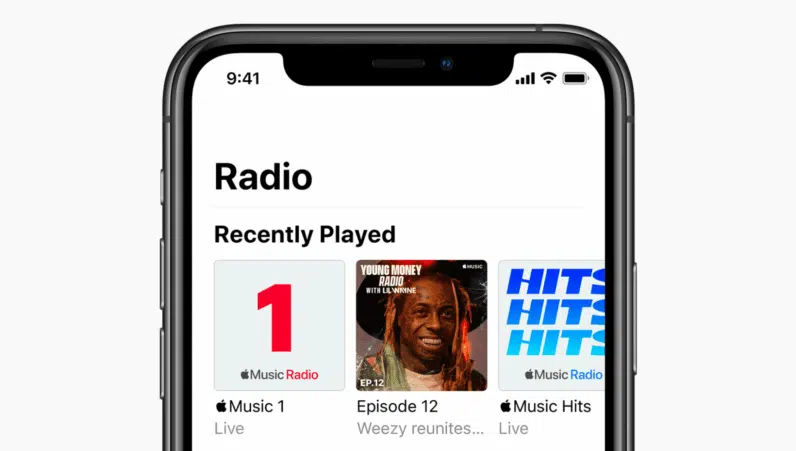 9:41
Radio
Recently Played
1
Music Radio
YOUNG MONEY
RADIO
WITH LIL WAYNE
MUSIC
EP.12
HITS
HITS
HITS
Music Radio
Music 1
Episode 12
Music Hits
Live
Weezy reunites...
Live